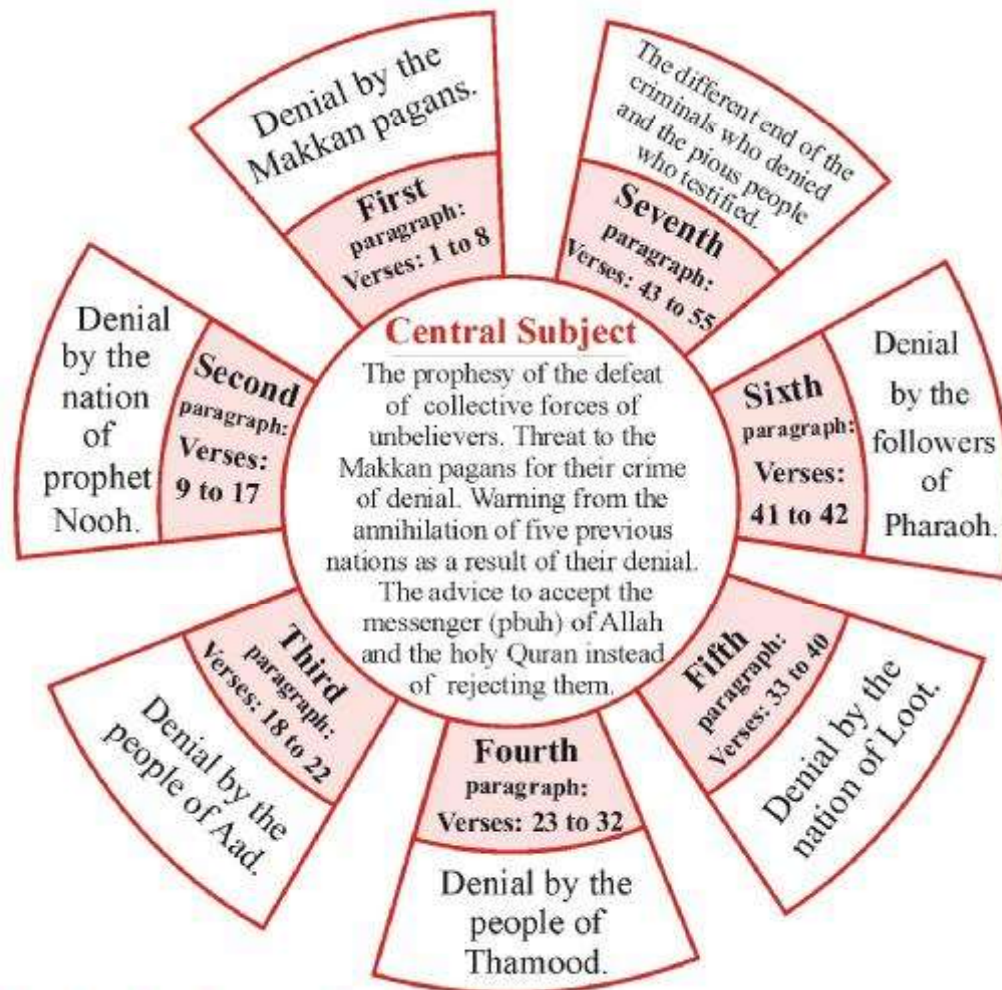 Central Subject
The prophesy of the defeat
of collective forces of
unbelievers. Threat to the
Makkan pagans for their crime
of denial. Warning from the
annihilation of five previous
nations as a result of their denial.
The advice to accept the
messenger (pbuh) of Allah
and the holy Quran instead
of rejecting them.
First
paragraph:
Verses: 1 to 8
Denial by the
Makkan pagans.
Second
paragraph:
Verses:
9 to 17
Denial
by the
nation
of
prophet
Nooh.
Third
paragraph:
Verses: 18 to 22
Denial by the
people of Aad.
Fourth
paragraph:
Verses: 23 to 32
Denial by the
people of
Thamood.
Fifth
paragraph:
Verses: 33 to 40
Denial by the
nation of Loot.
Sixth
paragraph:
Verses:
41 to 42
Denial
by the
followers
of
Pharaoh.
Seventh
paragraph:
Verses: 43 to 55
The different end of the
criminals who denied
and the pious people
who testified.